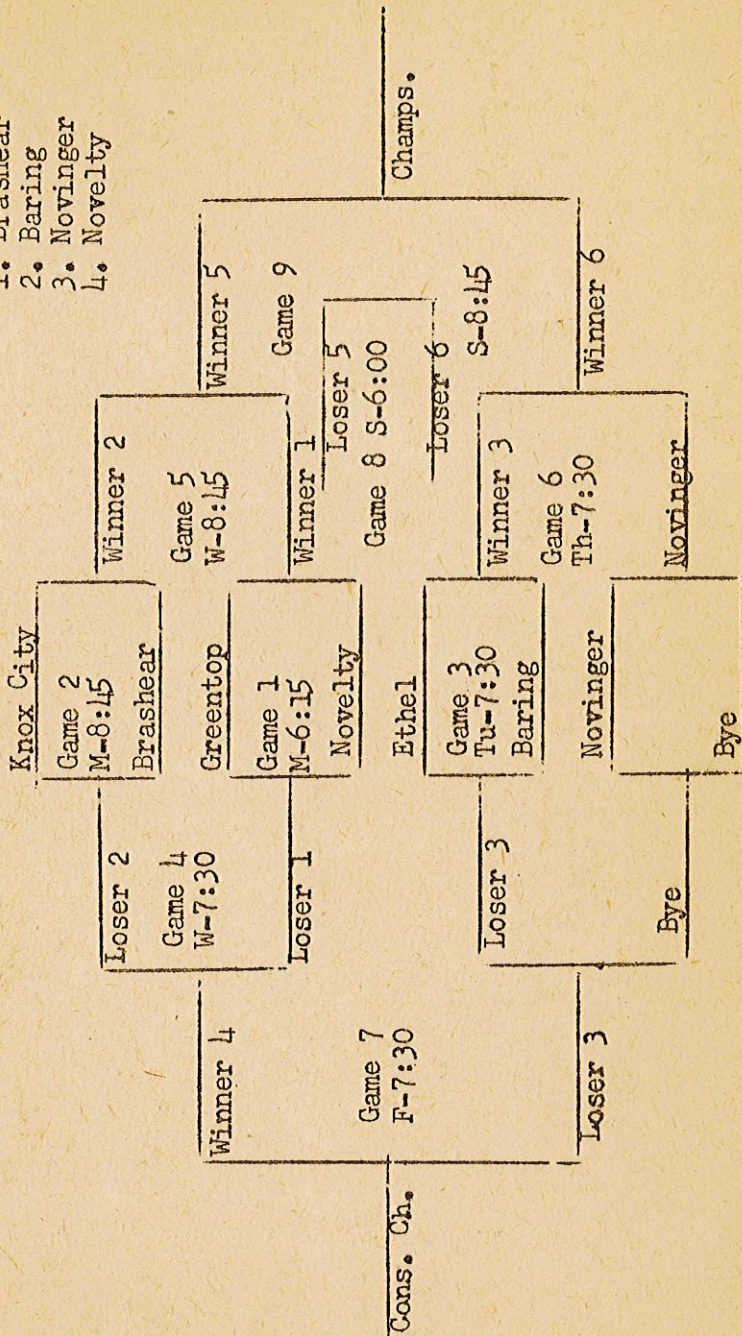 1. Brashear
2. Baring
3. Novinger
4. Novelty
Knox City
Game 2
M-8:45
Brashear
Loser 2
Winner 2
Game 4
W-7:30
Game 5
W-8:45
Winner 4
Winner 5
Greentop
Game 1
M-6:15
Novelty
Loser 1
Winner 1
Game 9
Loser 5
Game 8 S-6:00
Loser 6
S-8:45
Game 7
F-7:30
Cons. Ch.
Champs.
Ethel
Game 3
Tu-7:30
Baring
Loser 3
Winner 3
Game 6
Th-7:30
Loser 3
Winner 6
Novinger
Bye
Novinger
Bye